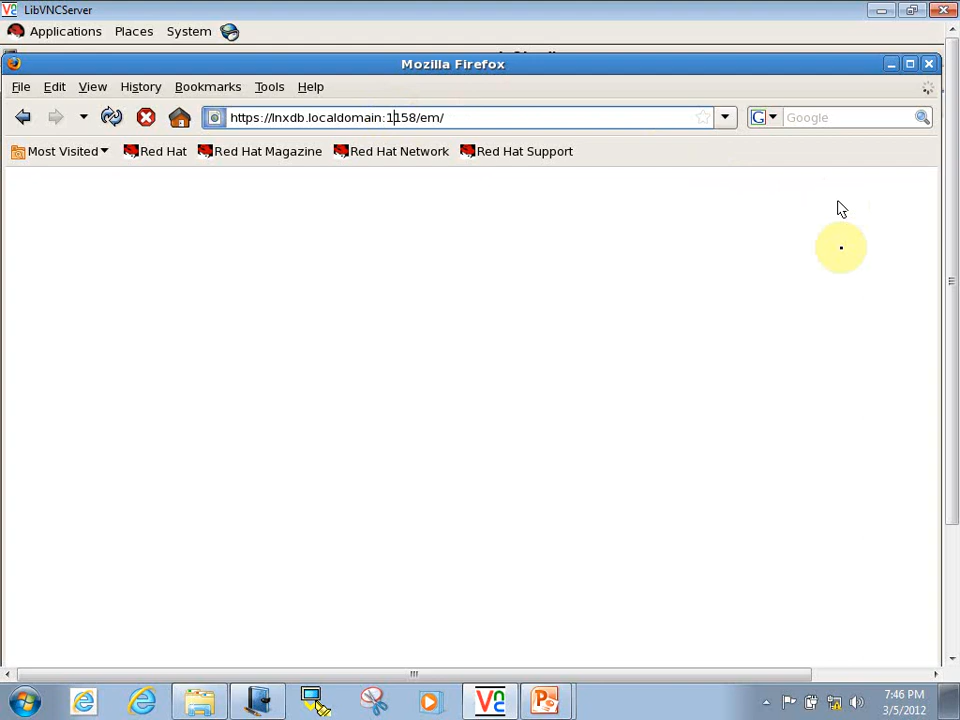 LibVNCServer
Applications Places System
Mozilla Firefox
File Edit View History Bookmarks Tools Help
https://lnxdb.localdomain:1158/em/
Google
Most Visited Red Hat Red Hat Magazine Red Hat Network Red Hat Support
7:46 PM
3/5/2012